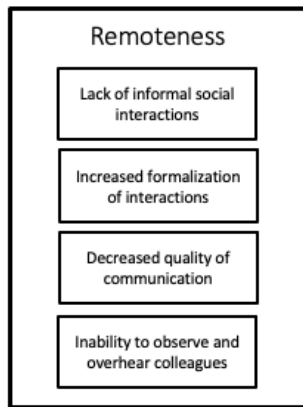 Remoteness
Lack of informal social
interactions
Increased formalization
of interactions
Decreased quality of
communication
Inability to observe and
overhear colleagues